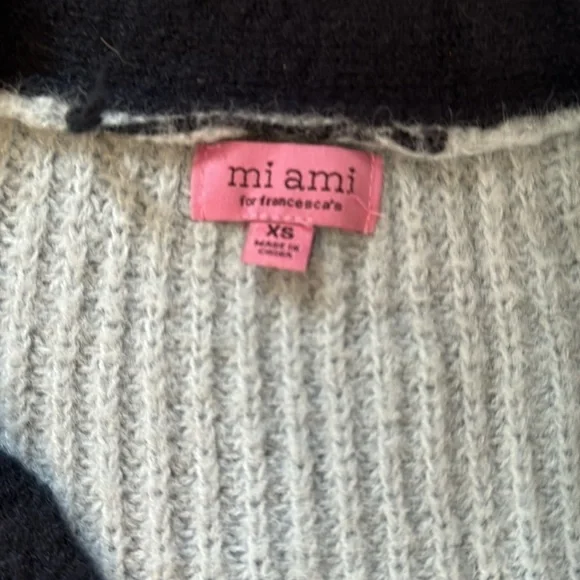 mi ami
for francesca's
XS
MADE IN
CHINA